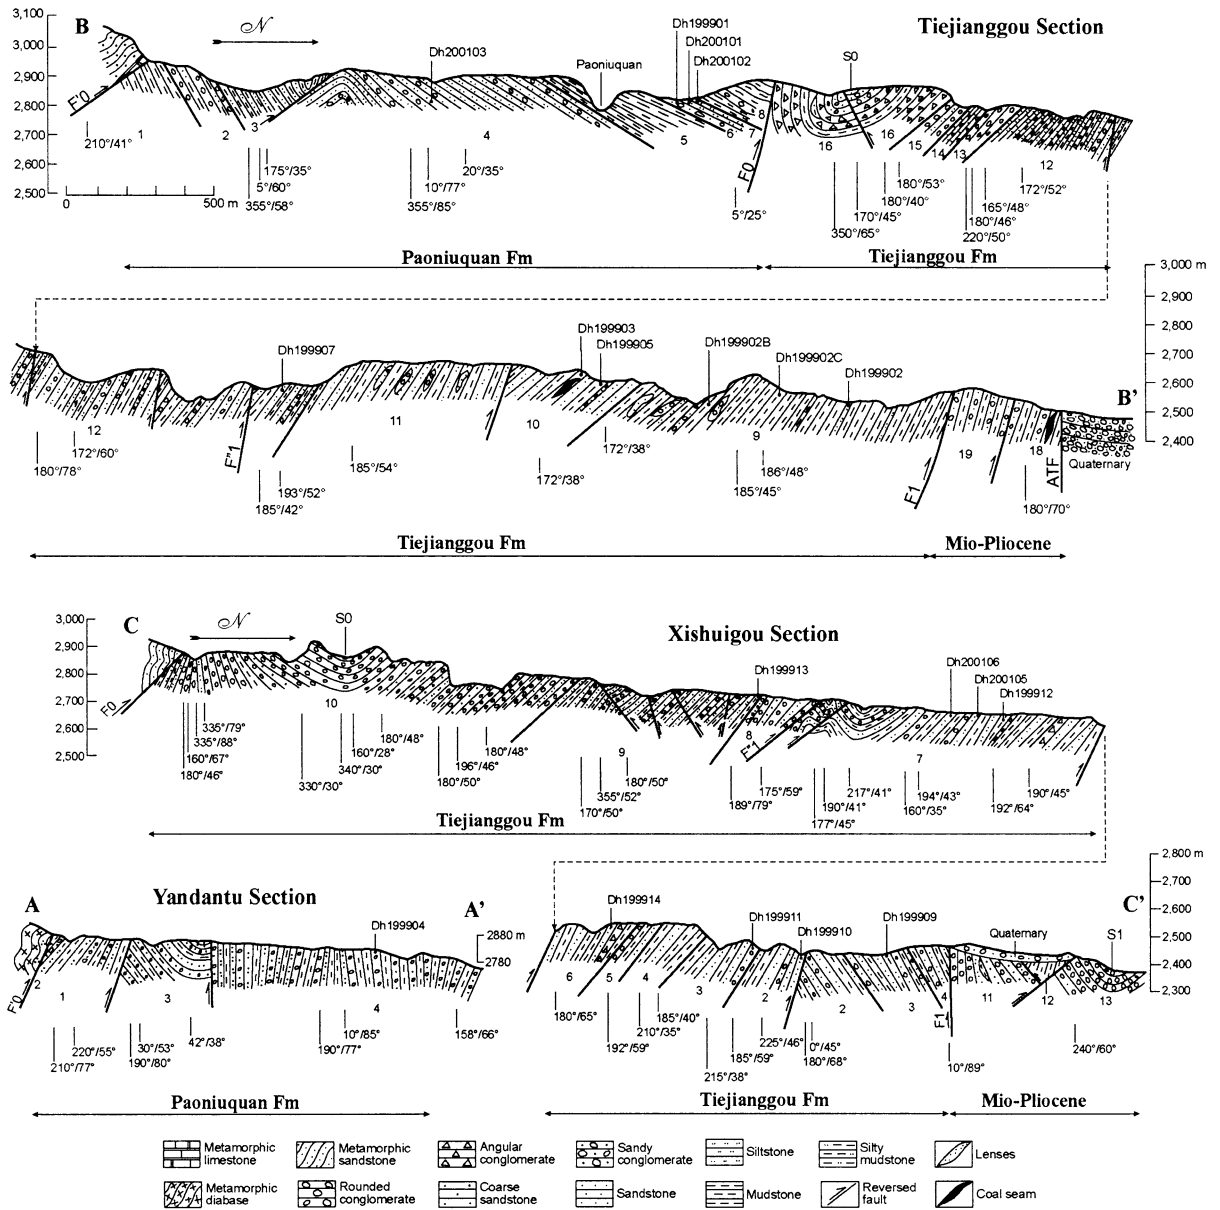 Tiejianggou Section
B
N
3,100
3,000
2,900
2,800
2,700
2,600
2,500
0
500 m
F'0
Dh200103
Paoniuquan
Dh199901
Dh200101
Dh200102
S0
1
2
3
4
5
6
7
8
F0
16
16
15
14
13
12
210°/41°
175°/35°
5°/60°
355°/58°
20°/35°
10°/77°
355°/85°
5°/25°
180°/53°
180°/40°
170°/45°
350°/65°
172°/52°
165°/48°
180°/46°
220°/50°
Paoniuquan Fm
Tiejianggou Fm
3,000 m
2,900
2,800
2,700
2,600
2,500
2,400
B'
Dh199907
Dh199903
Dh199905
Dh199902B
Dh199902C
Dh199902
12
F"1
11
10
9
F1
19
18
ATF
Quaternary
180°/78°
172°/60°
193°/52°
185°/42°
185°/54°
172°/38°
172°/38°
186°/48°
185°/45°
180°/70°
Tiejianggou Fm
Mio-Pliocene
Xishuigou Section
C
N
3,000
2,900
2,800
2,700
2,600
2,500
S0
Dh199913
Dh200106
Dh200105
Dh199912
F0
10
9
8
F'1
7
335°/79°
335°/88°
160°/67°
180°/46°
180°/48°
160°/28°
340°/30°
330°/30°
180°/48°
196°/46°
180°/50°
180°/50°
355°/52°
170°/50°
175°/59°
189°/79°
217°/41°
190°/41°
177°/45°
194°/43°
160°/35°
190°/45°
192°/64°
Tiejianggou Fm
Yandantu Section
A
A'
Dh199904
2880 m
2780
F'0
2
1
3
4
220°/55°
210°/77°
30°/53°
190°/80°
42°/38°
10°/85°
190°/77°
158°/66°
Paoniuquan Fm
2,800 m
2,700
2,600
2,500
2,400
2,300
C'
Dh199914
Dh199911
Dh199910
Dh199909
Quaternary
S1
6
5
4
3
2
2
3
4
F1
11
12
13
180°/65°
185°/40°
210°/35°
192°/59°
225°/46°
185°/59°
215°/38°
0°/45°
180°/68°
10°/89°
240°/60°
Tiejianggou Fm
Mio-Pliocene
Metamorphic limestone
Metamorphic sandstone
Angular conglomerate
Sandy conglomerate
Siltstone
Silty mudstone
Lenses
Metamorphic diabase
Rounded conglomerate
Coarse sandstone
Sandstone
Mudstone
Reversed fault
Coal seam